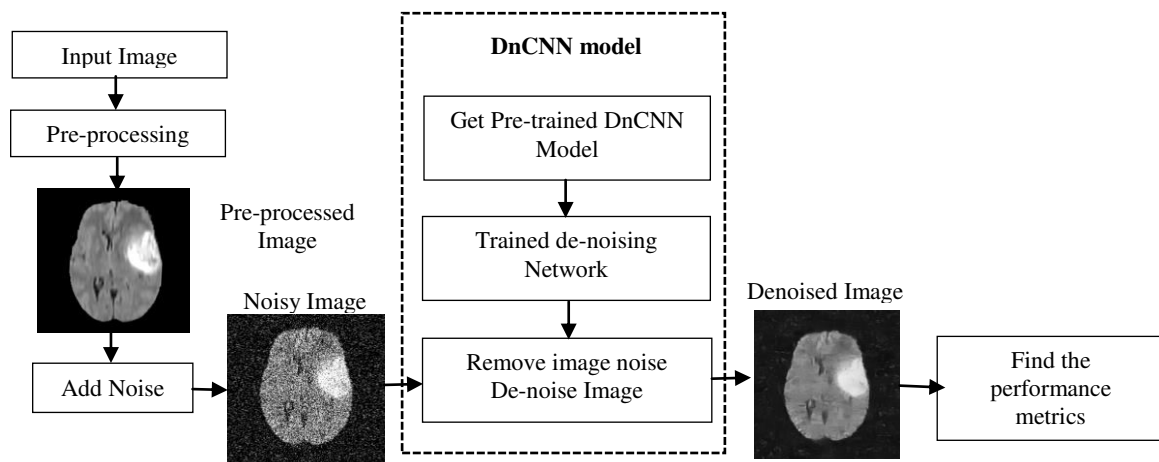 Input Image
Pre-processing
Pre-processed
Image
Add Noise
Noisy Image
DnCNN model
Get Pre-trained DnCNN
Model
Trained de-noising
Network
Remove image noise
De-noise Image
Denoised Image
Find the
performance
metrics